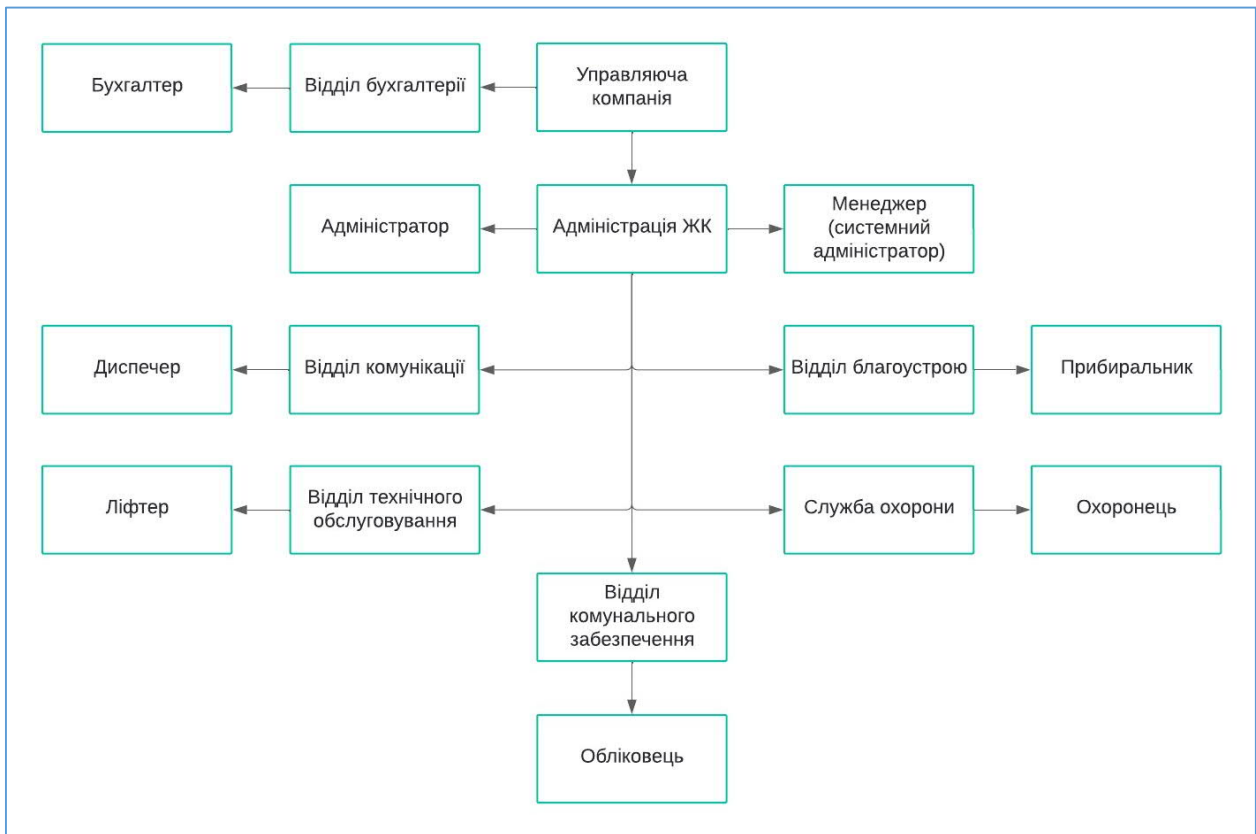 Бухгалтер
Відділ бухгалтерії
Управляюча
компанія
Адміністратор
Адміністрація ЖК
Менеджер
(системний
адміністратор)
Диспечер
Відділ комунікації
Відділ благоустрою
Прибиральник
Ліфтер
Відділ технічного
обслуговування
Служба охорони
Охоронець
Відділ
комунального
забезпечення
Обліковець